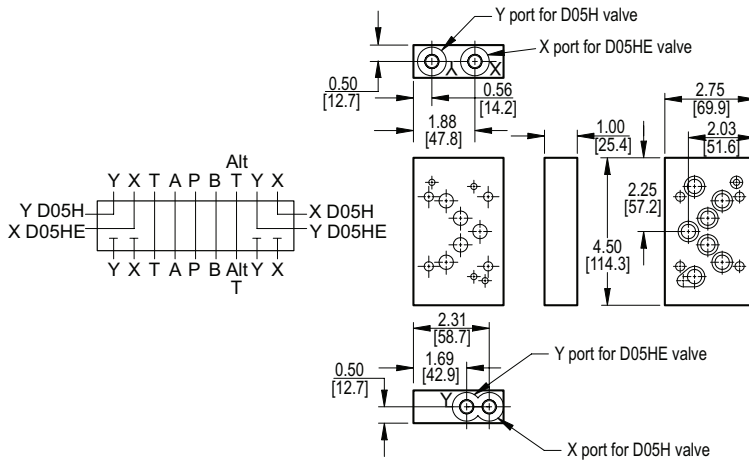 Y port for D05H valve
X port for D05HE valve
Y X
0.50
[12.7]
0.56
[14.2]
1.88
[47.8]
2.75
[69.9]
2.03
[51.6]
1.00
[25.4]
2.25
[57.2]
4.50
[114.3]
Alt
Y X T A P B T Y X
Y D05H
X D05HE
X D05H
Y D05HE
Y X T A P B Alt Y X
T
2.31
[58.7]
1.69
[42.9]
0.50
[12.7]
Y port for D05HE valve
Y
X port for D05H valve